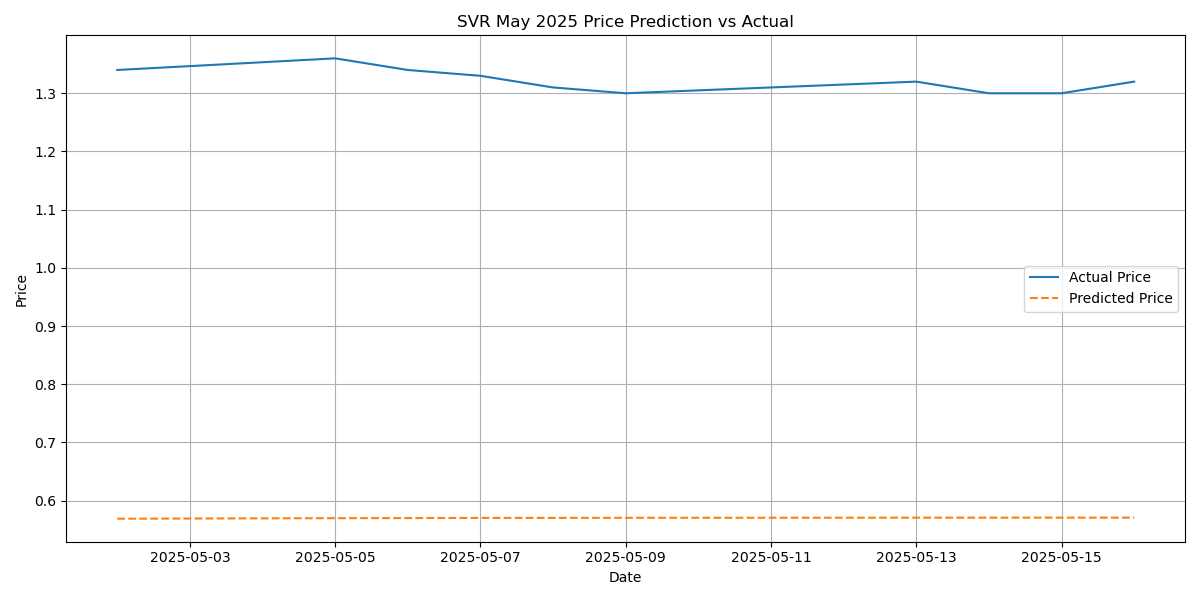 SVR May 2025 Price Prediction vs Actual
Price
1.3
1.2
1.1
1.0
0.9
0.8
0.7
0.6
Actual Price
Predicted Price
2025-05-03 2025-05-05 2025-05-07 2025-05-09 2025-05-11 2025-05-13 2025-05-15
Date